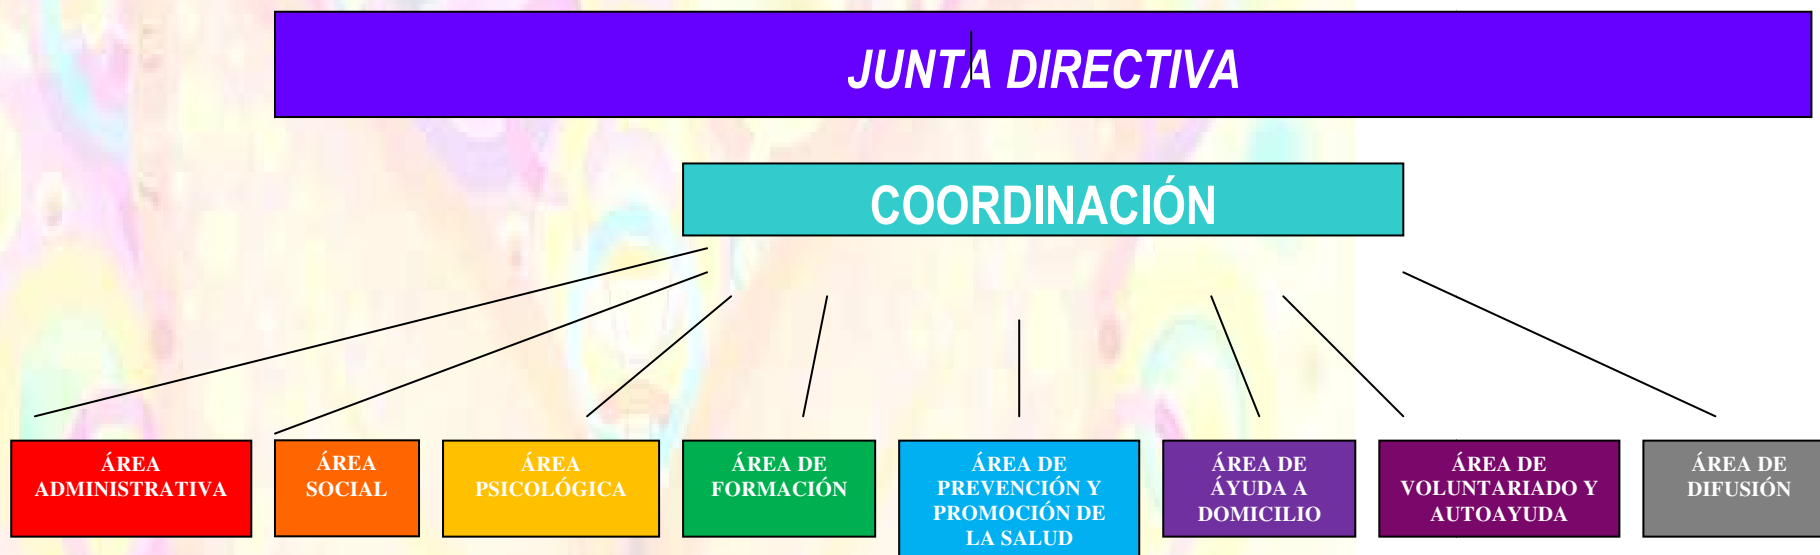 JUNTA DIRECTIVA
COORDINACIÓN
ÁREA
ADMINISTRATIVA
ÁREA
SOCIAL
ÁREA
PSICOLÓGICA
ÁREA DE
FORMACIÓN
ÁREA DE
PREVENCIÓN Y
PROMOCIÓN DE
LA SALUD
ÁREA DE
ÁYUDA A
DOMICILIO
ÁREA DE
VOLUNTARIADO Y
AUTOAYUDA
ÁREA DE
DIFUSIÓN